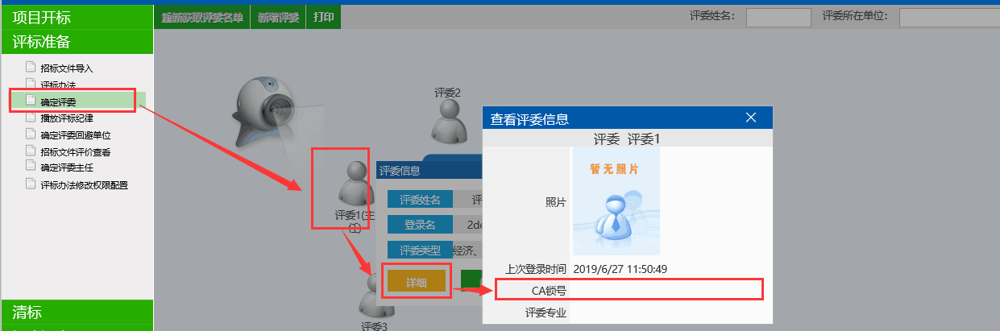 项目开标
重新获取评委名单
新增评委
打印
评委姓名：
评委所在单位：
评标准备
招标文件导入
评标办法
确定评委
播放评标纪律
确定评委回避单位
招标文件评价查看
确定评委主任
评标办法修改权限配置
清标
评委2
评委1(主
任)
评委3
评委信息
评委姓名 评
登录名 2de
评委类型 经济、
详细
查看评委信息
评委 评委1
照片
暂无照片
上次登录时间 2019/6/27 11:50:49
CA锁号
评委专业